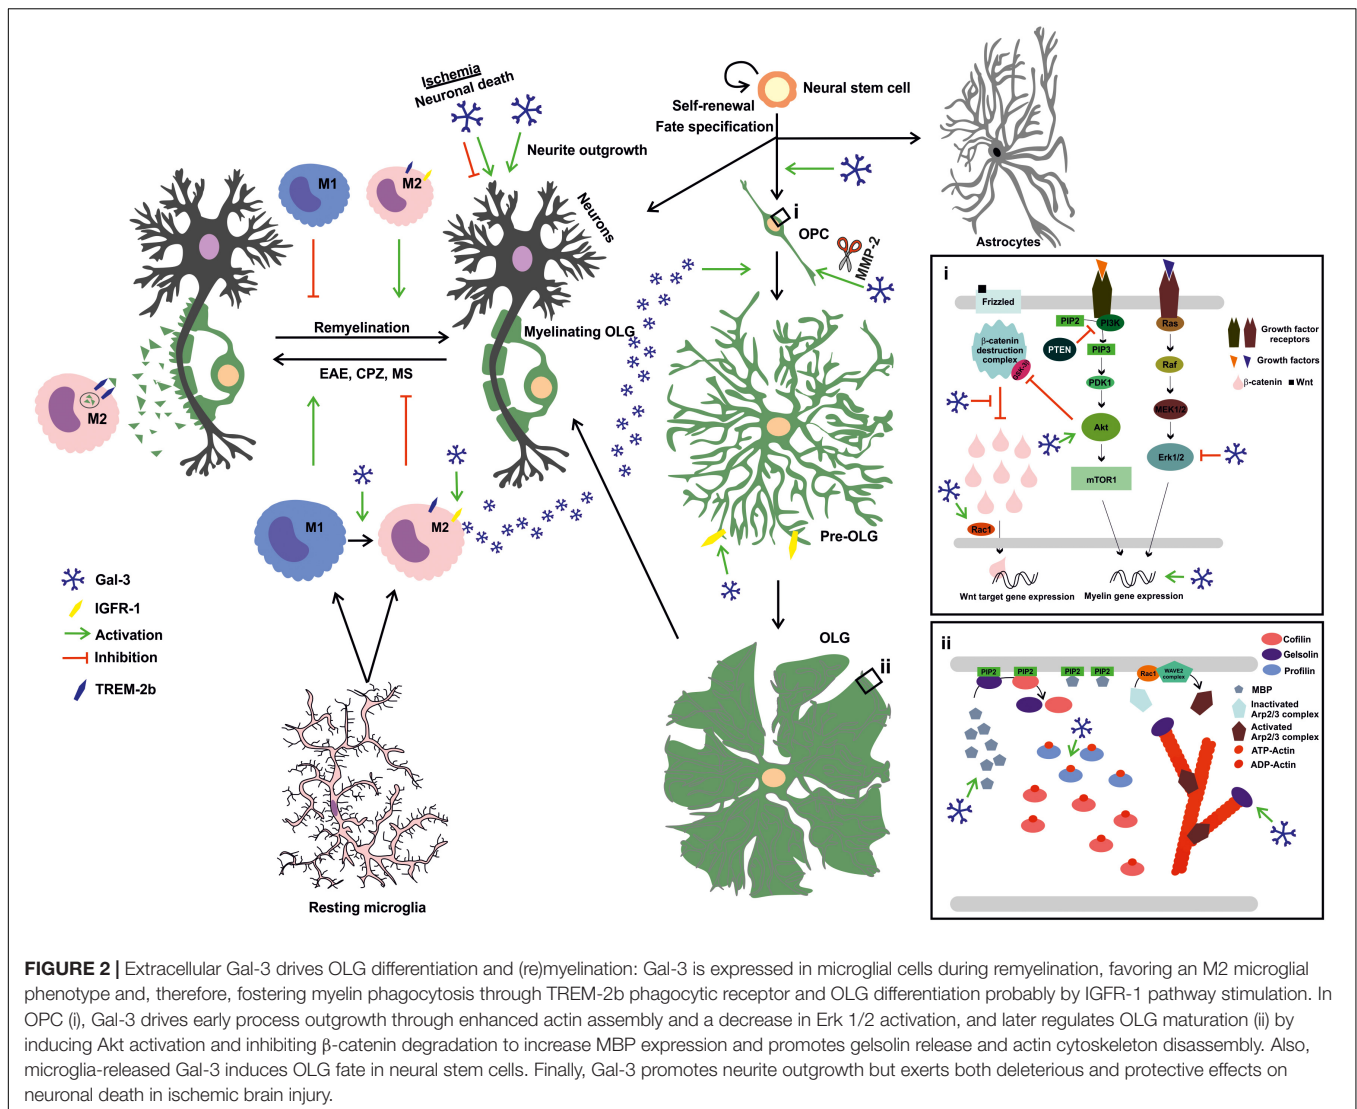 Ischemia
Neuronal death
Neurite outgrowth
Neural stem cell
Self-renewal
Fate specification
Astrocytes
M1
M2
Neurons
i
OPC
MMP-2
Remyelination
EAE, CPZ, MS
Myelinating OLG
M2
M1
M2
Pre-OLG
OLG
ii
Resting microglia
Gal-3
IGFR-1
Activation
Inhibition
TREM-2b
i
Frizzled
β-catenin
destruction
complex
GSK-3β
PIP2
PI3K
PTEN
PIP3
PDK1
Akt
mTOR1
Ras
Raf
MEK1/2
Erk1/2
Rac1
Wnt target gene expression
Myelin gene expression
Growth factor
receptors
Growth factors
β-catenin
Wnt
ii
PIP2
PIP2
PIP2
PIP2
Rac1
WAVE2
complex
Cofilin
Gelsolin
Profilin
MBP
Inactivated
Arp2/3 complex
Activated
Arp2/3 complex
ATP-Actin
ADP-Actin
FIGURE 2 | Extracellular Gal-3 drives OLG differentiation and (re)myelination: Gal-3 is expressed in microglial cells during remyelination, favoring an M2 microglial
phenotype and, therefore, fostering myelin phagocytosis through TREM-2b phagocytic receptor and OLG differentiation probably by IGFR-1 pathway stimulation. In
OPC (i), Gal-3 drives early process outgrowth through enhanced actin assembly and a decrease in Erk 1/2 activation, and later regulates OLG maturation (ii) by
inducing Akt activation and inhibiting β-catenin degradation to increase MBP expression and promotes gelsolin release and actin cytoskeleton disassembly. Also,
microglia-released Gal-3 induces OLG fate in neural stem cells. Finally, Gal-3 promotes neurite outgrowth but exerts both deleterious and protective effects on
neuronal death in ischemic brain injury.